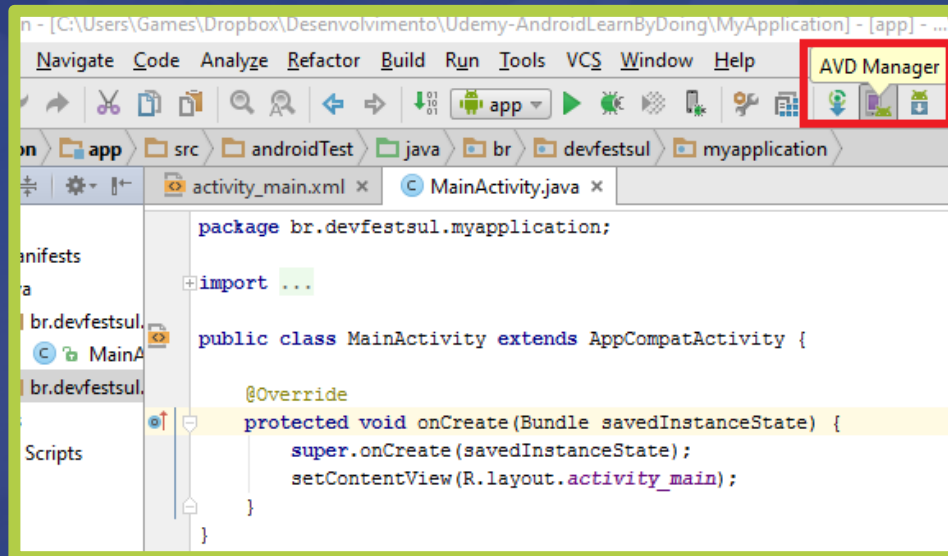 n - [C:\Users\Games\Dropbox\Desenvolvimento\Udemy-AndroidLearnByDoing\MyApplication] - [app] - ...
Navigate Code Analyze Refactor Build Run Tools VCS Window Help
AVD Manager
app
on app src androidTest java br devfestsul myapplication
activity_main.xml × C MainActivity.java ×
package br.devfestsul.myapplication;
anifests
import ...
va
br.devfestsul.
public class MainActivity extends AppCompatActivity {
C MainA
br.devfestsul.
@Override
protected void onCreate(Bundle savedInstanceState) {
Scripts
super.onCreate(savedInstanceState);
setContentView(R.layout.activity_main);
}
}